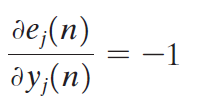 ∂e_j(n)
∂y_j(n) = −1